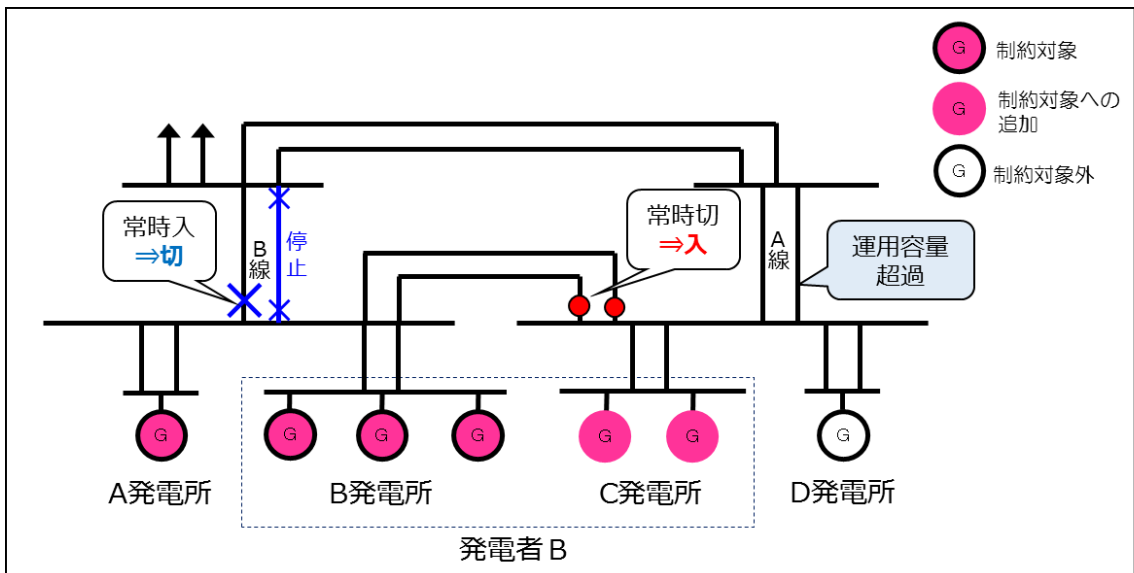 G 制約対象
G 制約対象への
追加
G 制約対象外
常時入
⇒切
B線
停止
常時切
⇒入
A線
運用容量
超過
G
G
G
G
G
G
G
A発電所
B発電所
C発電所
D発電所
発電者B